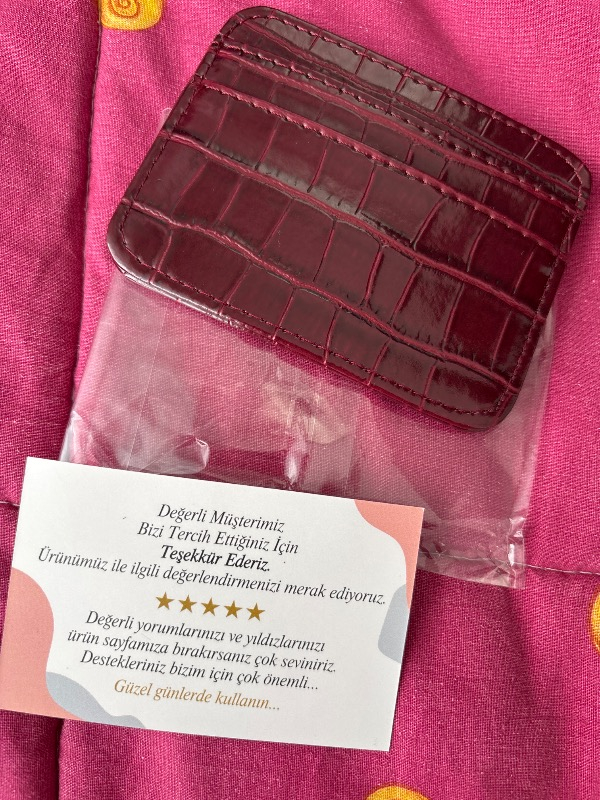 Değerli Müşterimiz
Bizi Tercih Ettiğiniz İçin
Teşekkür Ederiz.
Ürünümüz ile ilgili değerlendirmenizi merak ediyoruz.
Değerli yorumlarınızı ve yıldızlarınızı
ürün sayfamıza bırakırsanız çok seviniriz.
Destekleriniz bizim için çok önemli...
Güzel günlerde kullanın...